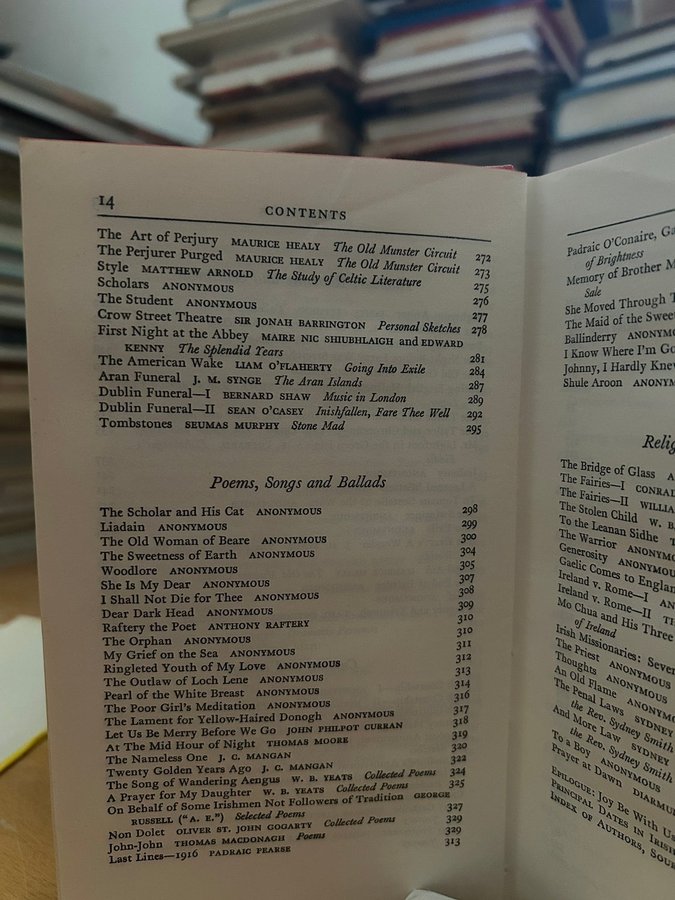 14
CONTENTS
The Art of Perjury MAURICE HEALY The Old Munster Circuit 272
The Perjurer Purged MAURICE HEALY The Old Munster Circuit 273
Style MATTHEW ARNOLD The Study of Celtic Literature 275
Scholars ANONYMOUS 276
The Student ANONYMOUS 277
Crow Street Theatre SIR JONAH BARRINGTON Personal Sketches 278
First Night at the Abbey MAIRE NIC SHIUBHLAIGH and EDWARD
KENNY The Splendid Years 281
The American Wake LIAM O'FLAHERTY Going Into Exile 284
Aran Funeral J. M. SYNGE The Aran Islands 287
Dublin Funeral—I BERNARD SHAW Music in London 289
Dublin Funeral—II SEAN O'CASEY Inishfallen, Fare Thee Well 292
Tombstones SEUMAS MURPHY Stone Mad 295
Poems, Songs and Ballads
The Scholar and His Cat ANONYMOUS 298
Liadain ANONYMOUS 299
The Old Woman of Beare ANONYMOUS 300
The Sweetness of Earth ANONYMOUS 304
Woodlore ANONYMOUS 305
She Is My Dear ANONYMOUS 307
I Shall Not Die for Thee ANONYMOUS 308
Dear Dark Head ANONYMOUS 309
Raftery the Poet ANTHONY RAFTERY 310
The Orphan ANONYMOUS 310
My Grief on the Sea ANONYMOUS 311
Ringleted Youth of My Love ANONYMOUS 312
The Outlaw of Loch Lene ANONYMOUS 313
Pearl of the White Breast ANONYMOUS 314
The Poor Girl's Meditation ANONYMOUS 316
The Lament for Yellow-Haired Donogh ANONYMOUS 317
Let Us Be Merry Before We Go JOHN PHILPOT CURRAN 318
At The Mid Hour of Night THOMAS MOORE 319
The Nameless One J. C. MANGAN 320
Twenty Golden Years Ago J. C. MANGAN 322
The Song of Wandering Aengus W. B. YEATS Collected Poems 324
A Prayer for My Daughter W. B. YEATS Collected Poems 325
On Behalf of Some Irishmen Not Followers of Tradition GEORGE
RUSSELL ("A. E.") Selected Poems 327
Non Dolet OLIVER ST. JOHN GOGARTY Collected Poems 329
John-John THOMAS MACDONAGH Poems 329
Last Lines—1916 PADRAIC PEARSE 313
Padraic O'Conaire, Ga
of Brightness
Memory of Brother M
Sale
She Moved Through T
The Maid of the Swee
Ballinderry ANONYM
I Know Where I'm Go
Johnny, I Hardly Knew
Shule Aroon ANONYM
Relig
The Bridge of Glass A
The Fairies—I CONRA
The Fairies—II WILLIA
The Stolen Child W. B.
To the Leanan Sidhe T
The Warrior ANONYMO
Generosity ANONYMOU
Gaelic Comes to England
Ireland v. Rome—I AN
Ireland v. Rome—II TH
Mo Chua and His Three
of Ireland
Irish Missionaries: Seven
The Priest ANONYMOUS
Thoughts ANONYMOUS
An Old Flame ANONYMO
The Penal Laws SYDNEY
the Rev. Sydney Smith
And More Law SYDNEY
the Rev. Sydney Smith
To a Boy ANONYMOUS
Prayer at Dawn DIARMU
EPILOGUE: Joy Be With Us
PRINCIPAL DATES IN IRISH
INDEX OF AUTHORS, SOUR